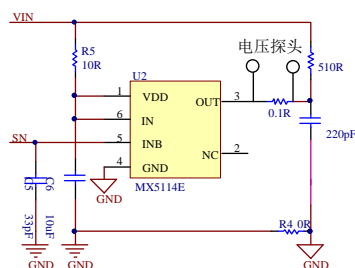 VIN
电压探头
R5
10R
U2
510R
1
VDD
OUT
3
6
IN
0.1R
SN
5
INB
220pF
4
GND
NC
2
MX5114E
C5
33pF
C6
10uF
GND
R4 0R
GND
GND
GND